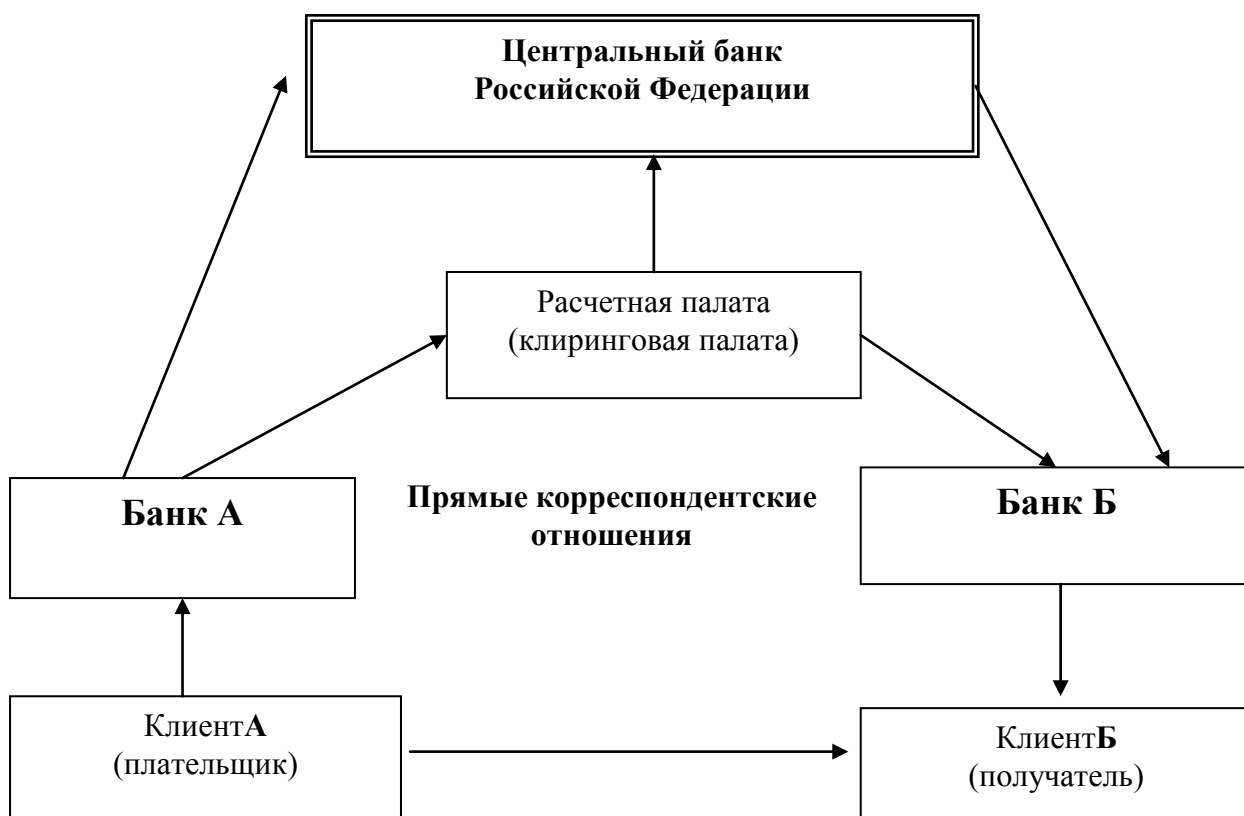 Центральный банк
Российской Федерации
Расчетная палата
(клиринговая палата)
Банк А
Прямые корреспондентские
отношения
Банк Б
КлиентА
(плательщик)
КлиентБ
(получатель)